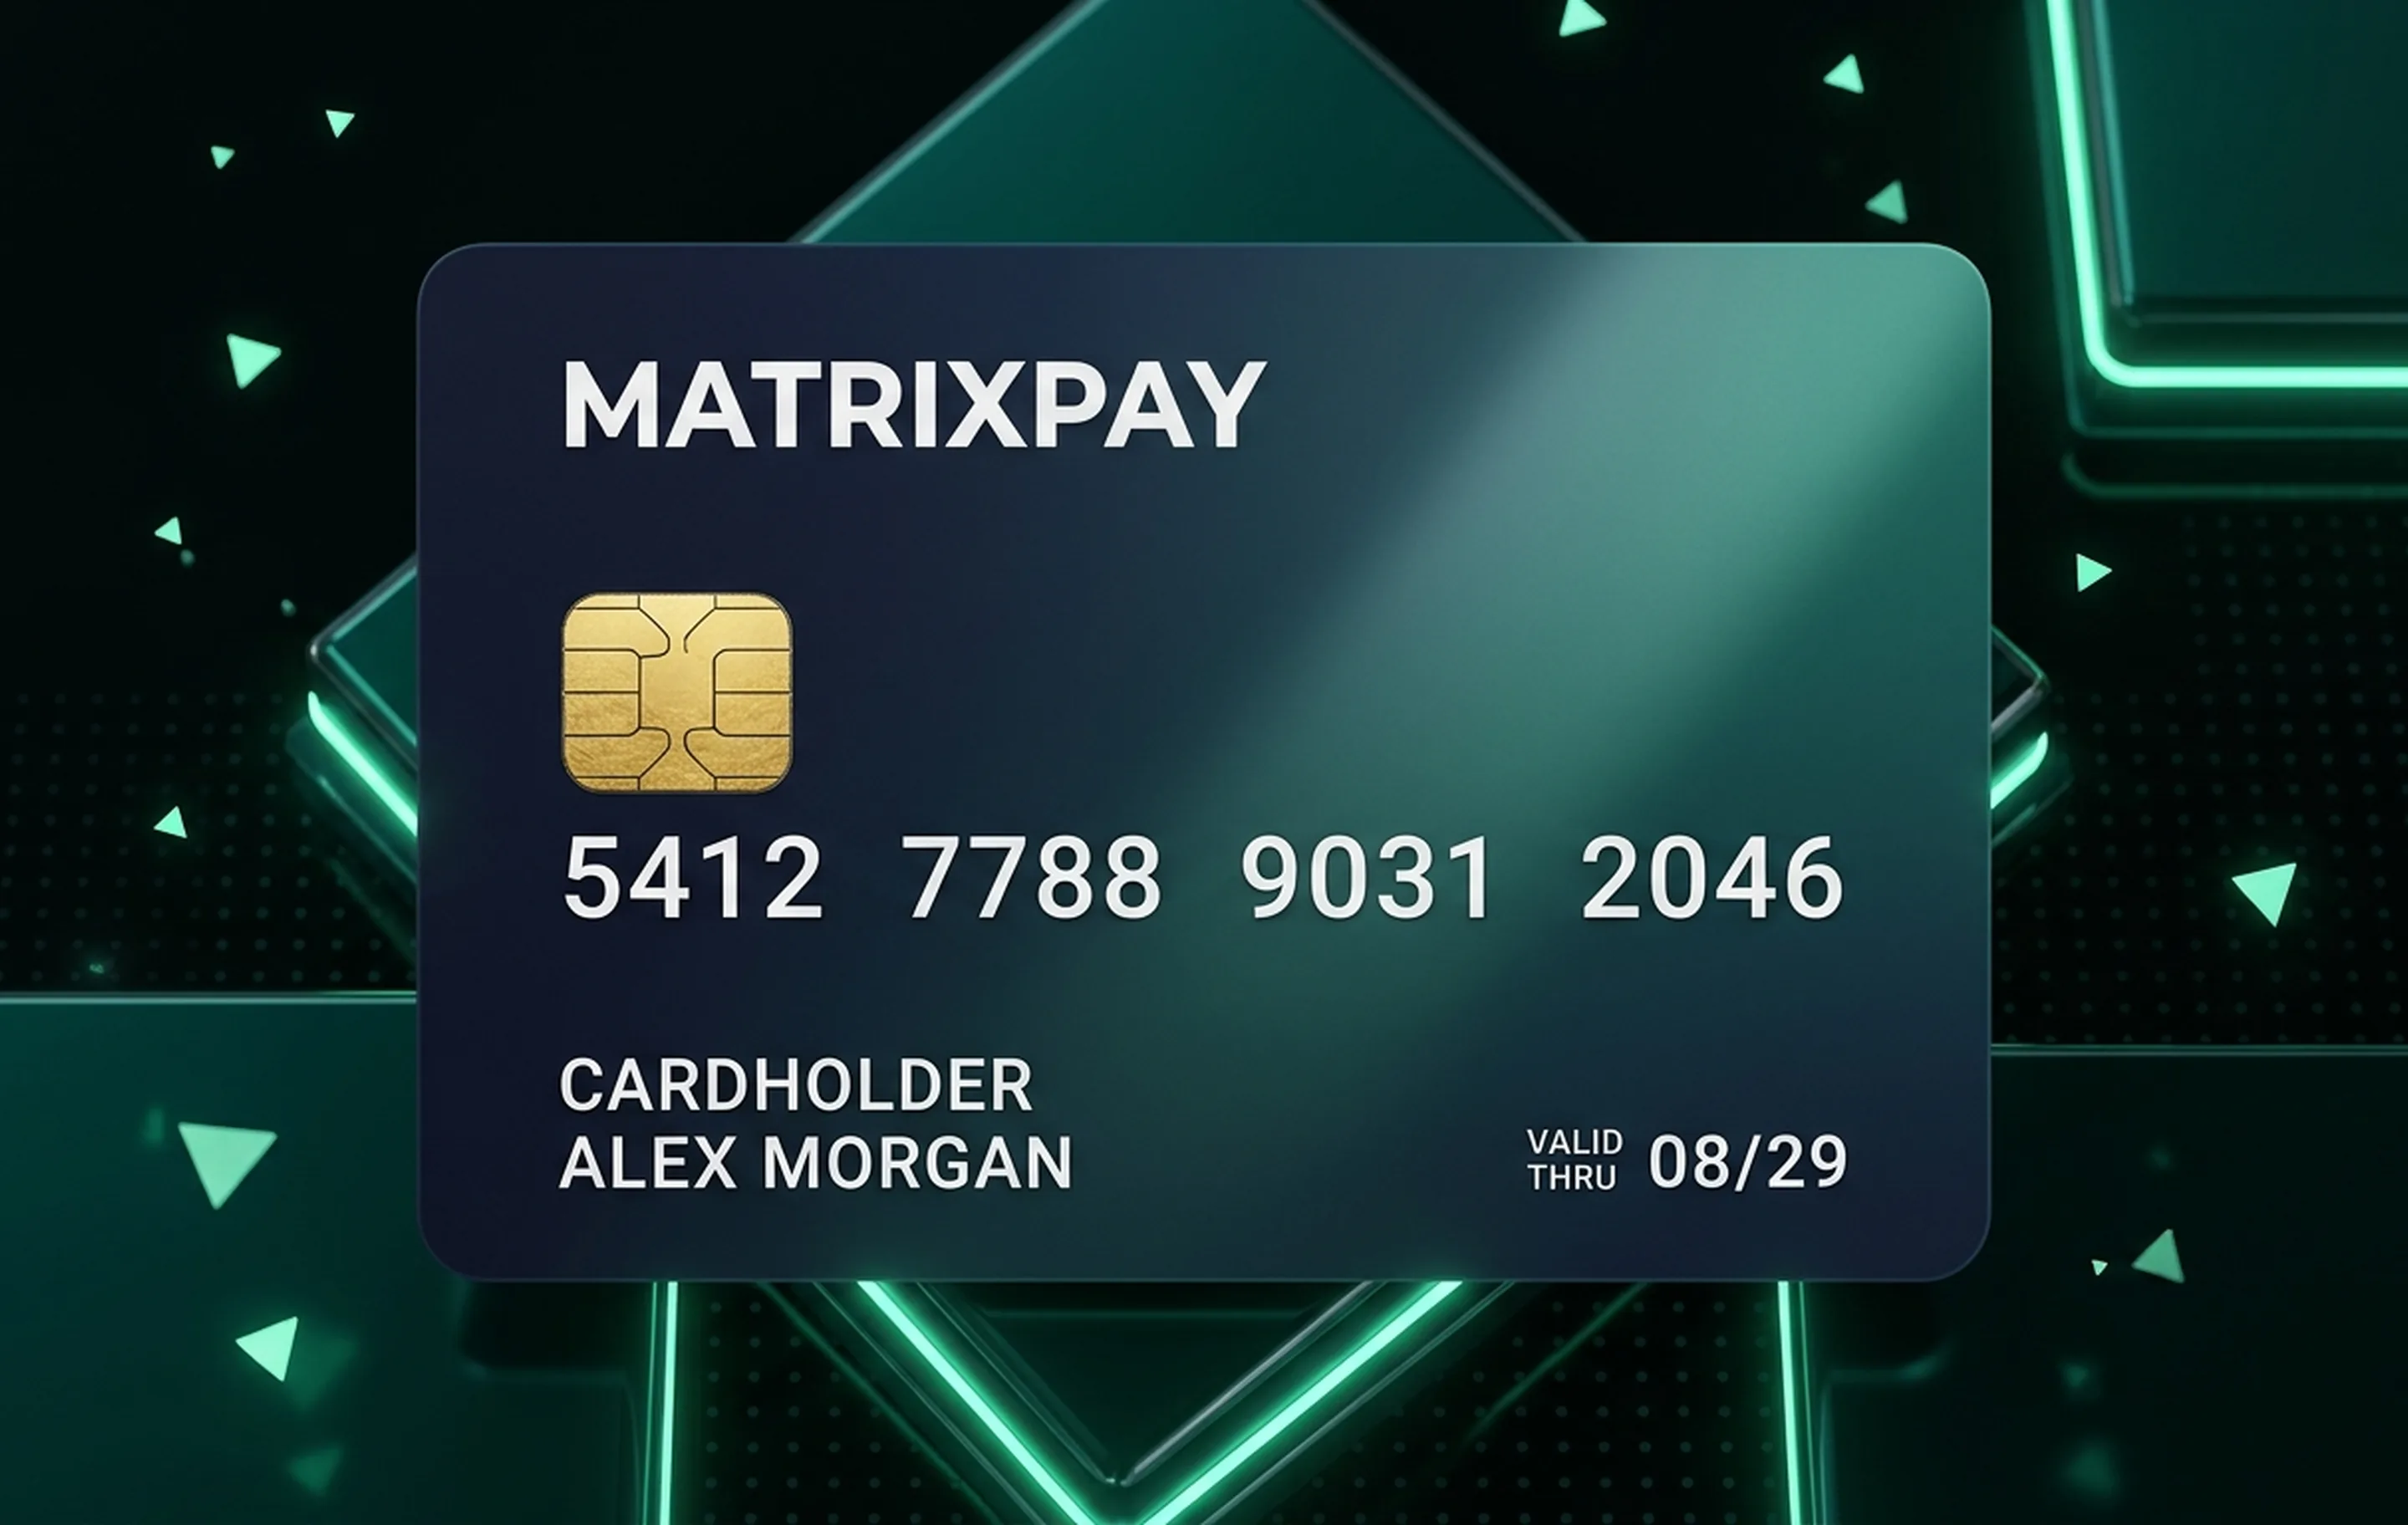 MATRIXPAY
5412 7788 9031 2046
CARDHOLDER
ALEX MORGAN
VALID
THRU 08/29